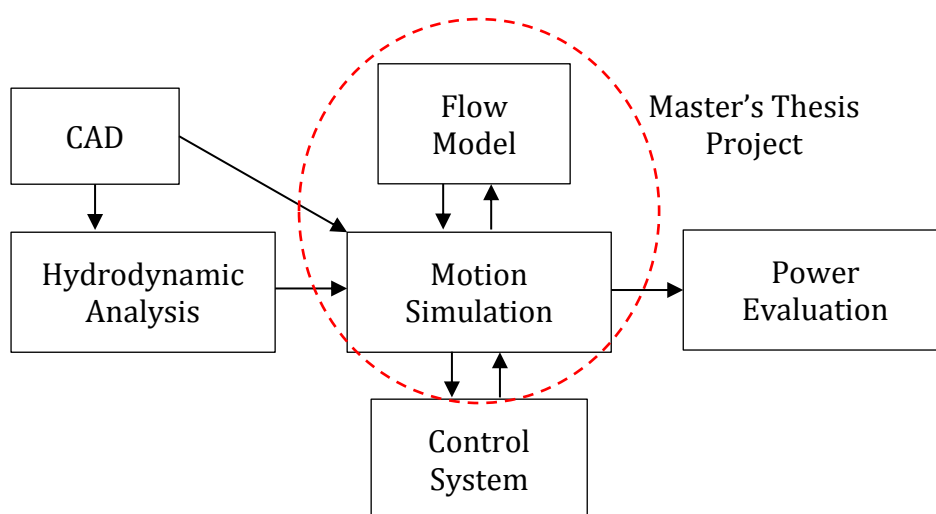 CAD
Flow
Model
Master’s Thesis
Project
Hydrodynamic
Analysis
Motion
Simulation
Power
Evaluation
Control
System